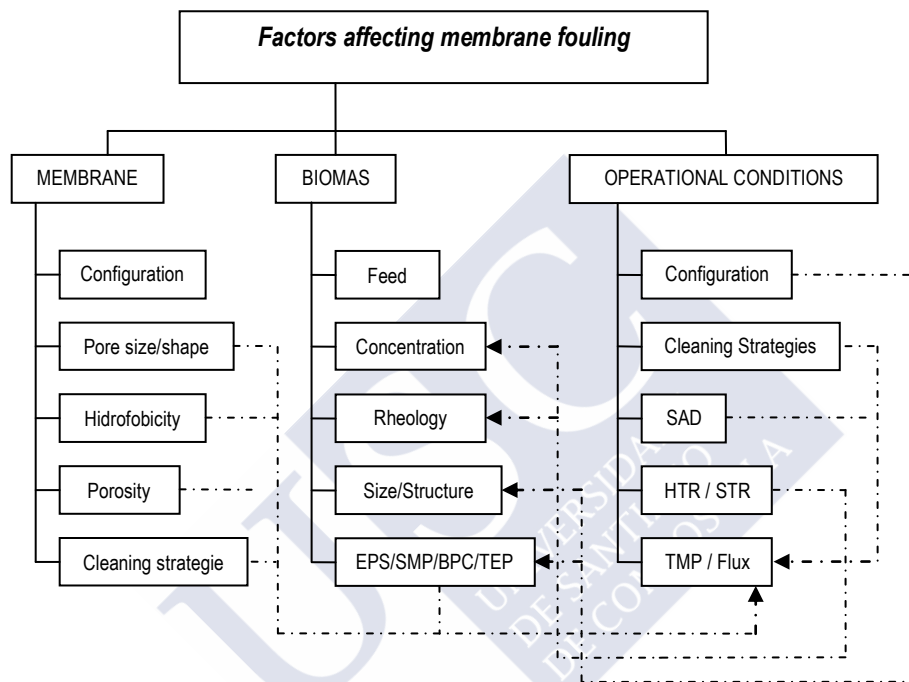 Factors affecting membrane fouling
MEMBRANE
BIOMAS
OPERATIONAL CONDITIONS
Configuration
Pore size/shape
Hidrofobicity
Porosity
Cleaning strategie
Feed
Concentration
Rheology
Size/Structure
EPS/SMP/BPC/TEP
Configuration
Cleaning Strategies
SAD
HTR / STR
TMP / Flux
USC